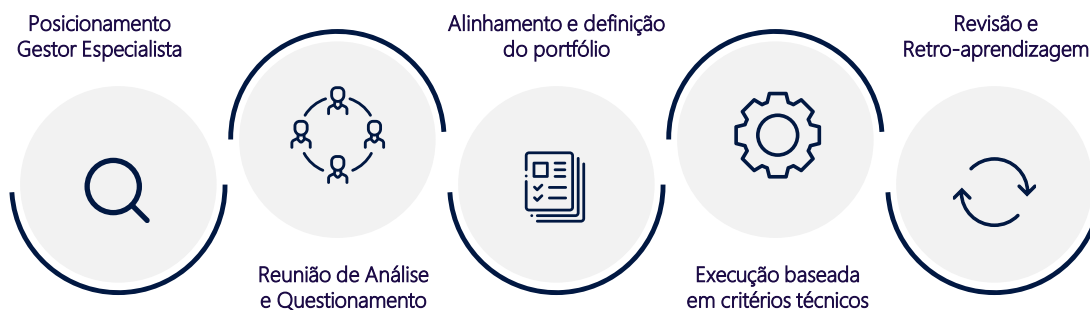 Posicionamento
Gestor Especialista
Reunião de Análise
e Questionamento
Alinhamento e definição
do portfólio
Execução baseada
em critérios técnicos
Revisão e
Retro-aprendizagem